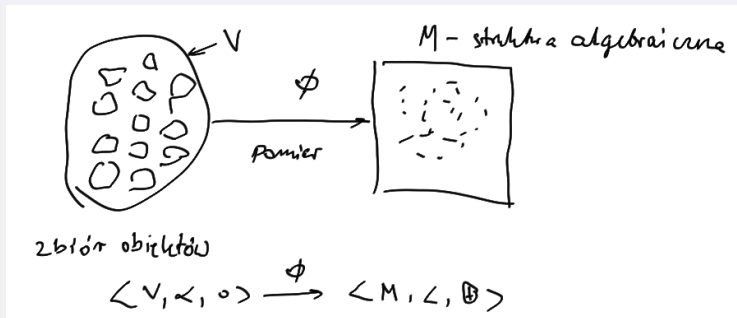 V
M - struktura algebraiczna
ϕ
Pomiar
zbiór obiektów
<V, ≺, ∘> ϕ→ <M, <, ⊕>